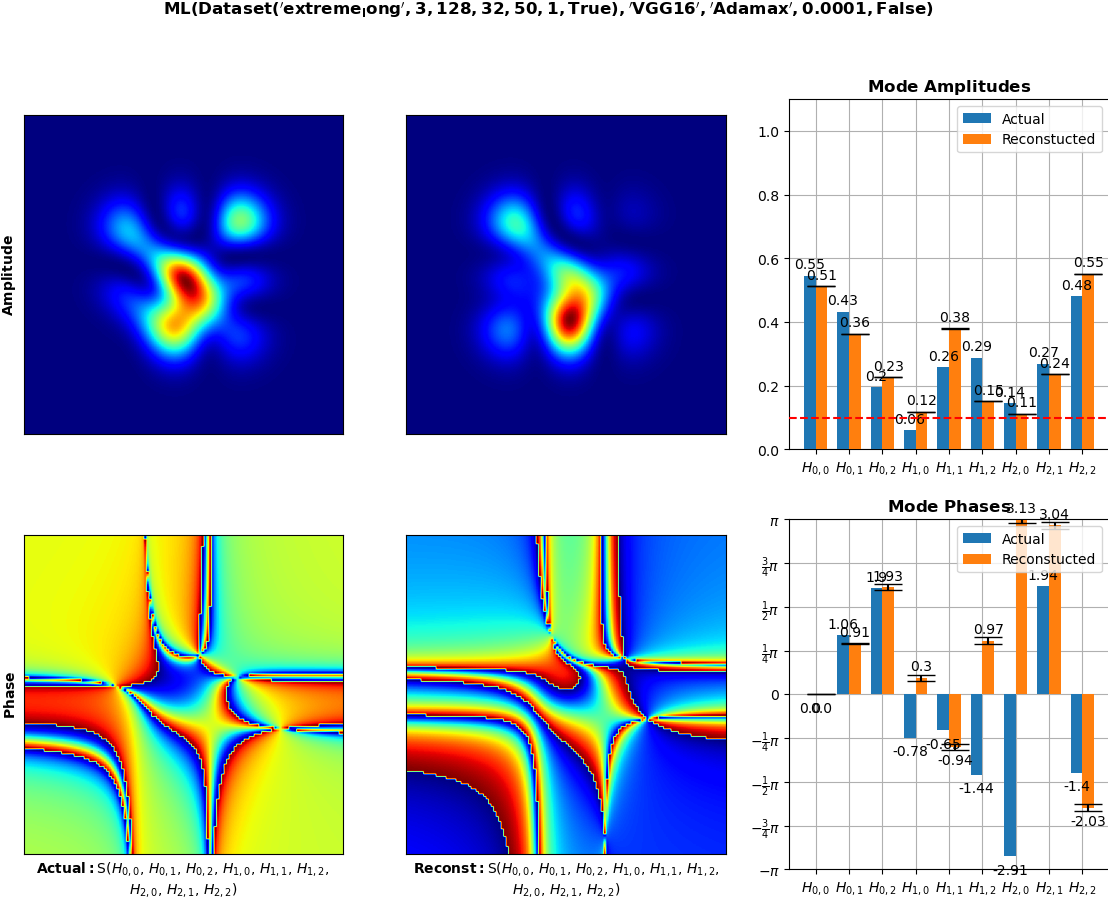 ML(Dataset('extreme_long', 3, 128, 32, 50, 1, True), 'VGG16', 'Adamax', 0.0001, False)
Mode Amplitudes
Amplitude
1.0
0.8
0.6
0.4
0.2
0.0
Actual
Reconstucted
0.55
0.51
0.43
0.36
0.2
0.23
0.06
0.12
0.26
0.38
0.29
0.15
0.14
0.11
0.27
0.24
0.48
0.55
H0,0 H0,1 H0,2 H1,0 H1,1 H1,2 H2,0 H2,1 H2,2
Mode Phases
Phase
π
3/4π
1/2π
1/4π
0
−1/4π
−1/2π
−3/4π
−π
Actual
Reconstucted
0.0
0.0
1.06
0.91
1.9
1.93
-0.78
0.3
-0.65
-0.94
-1.44
0.97
-2.91
3.13
1.94
3.04
-1.4
-2.03
H0,0 H0,1 H0,2 H1,0 H1,1 H1,2 H2,0 H2,1 H2,2
Actual: S(H0,0, H0,1, H0,2, H1,0, H1,1, H1,2,
H2,0, H2,1, H2,2)
Reconst: S(H0,0, H0,1, H0,2, H1,0, H1,1, H1,2,
H2,0, H2,1, H2,2)